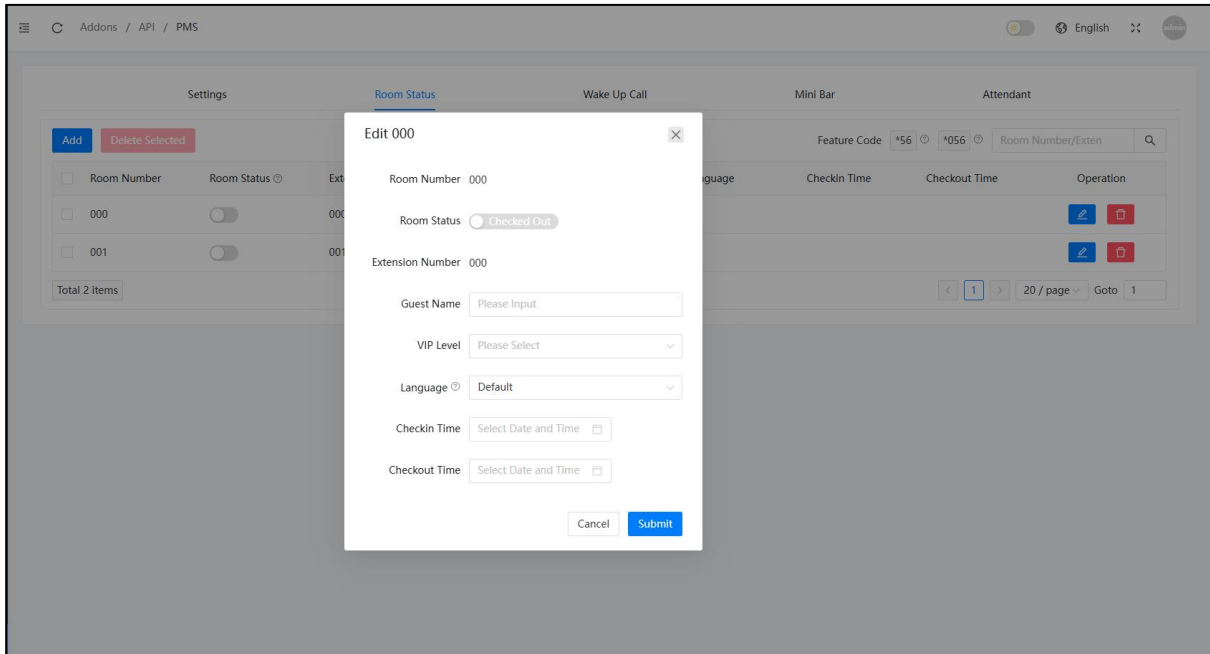 Addons / API / PMS English admin
Settings Room Status Wake Up Call Mini Bar Attendant
Add Delete Selected Feature Code *56 *056 Room Number/Exten
Room Number Room Status Checkin Time Checkout Time Operation
000 000
001 001
Total 2 items 1 20 / page Goto 1
Edit 000
Room Number 000
Room Status Checked Out
Extension Number 000
Guest Name Please Input
VIP Level Please Select
Language Default
Checkin Time Select Date and Time
Checkout Time Select Date and Time
Cancel Submit